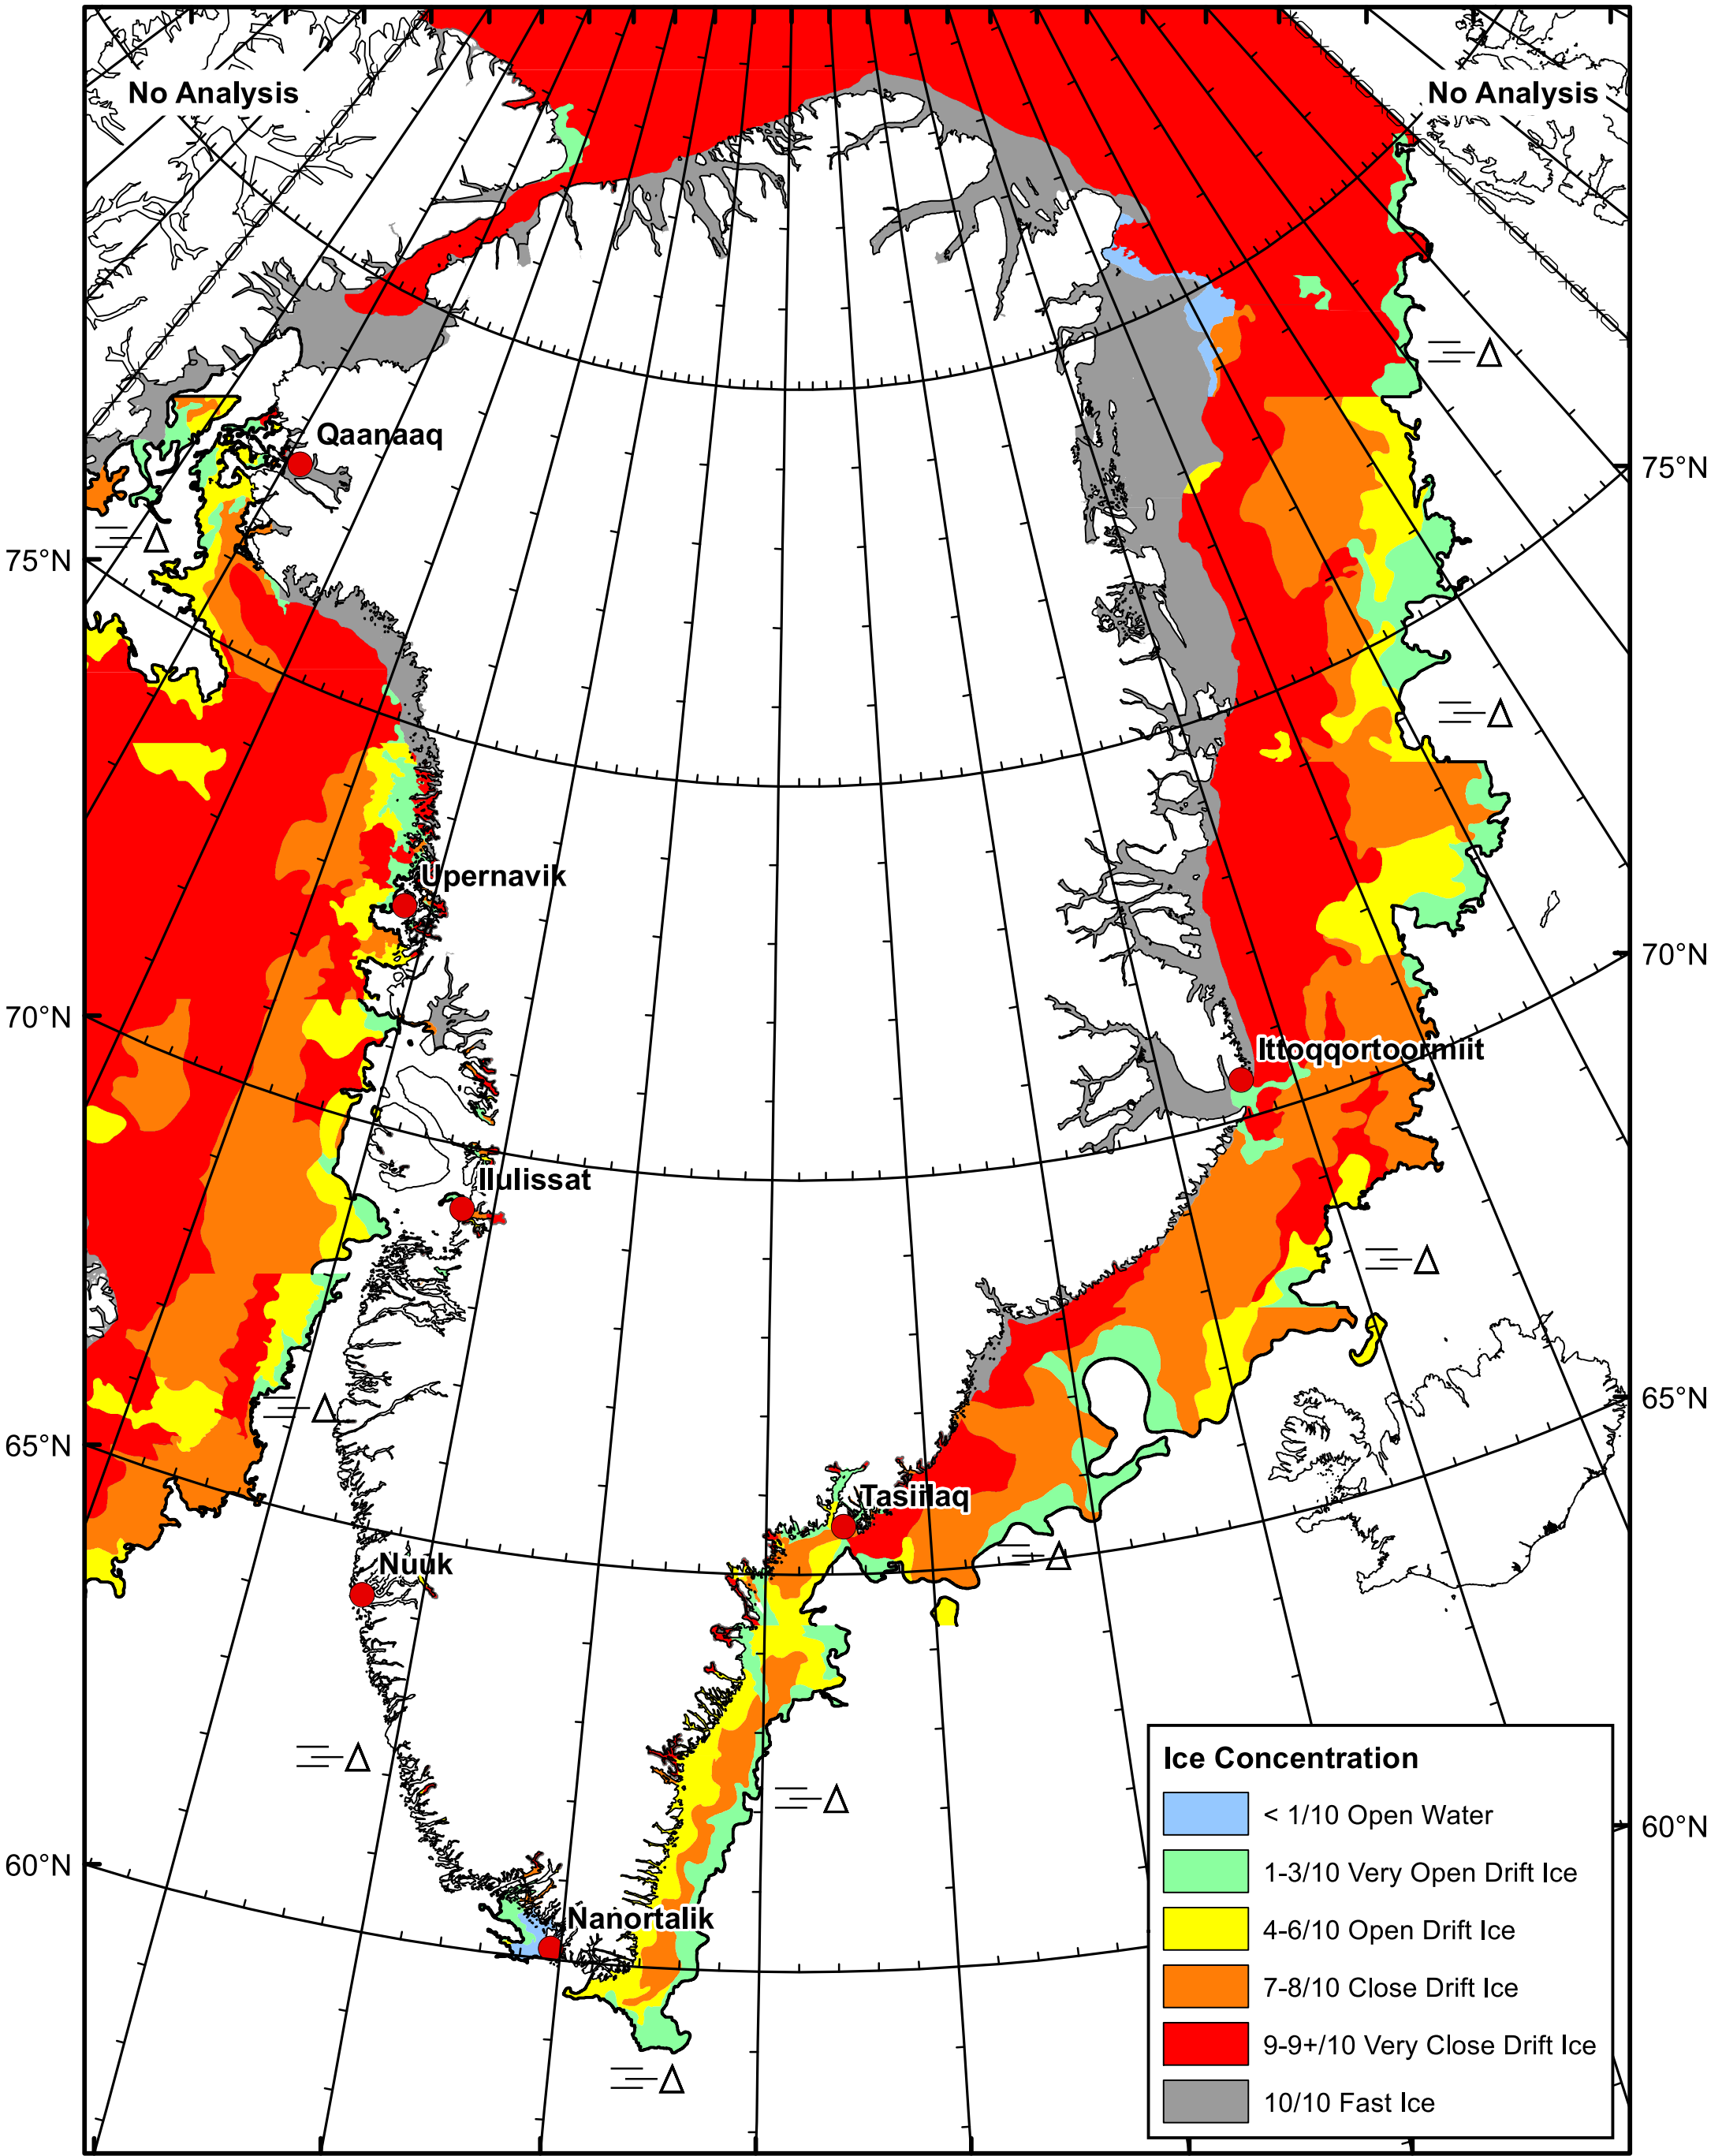 No Analysis
No Analysis
Qaanaaq
75°N
75°N
Upernavik
70°N
70°N
Ittoqqortoormiit
Ilulissat
65°N
65°N
Tasiilaq
Nuuk
60°N
60°N
Nanortalik
Ice Concentration
< 1/10 Open Water
1-3/10 Very Open Drift Ice
4-6/10 Open Drift Ice
7-8/10 Close Drift Ice
9-9+/10 Very Close Drift Ice
10/10 Fast Ice